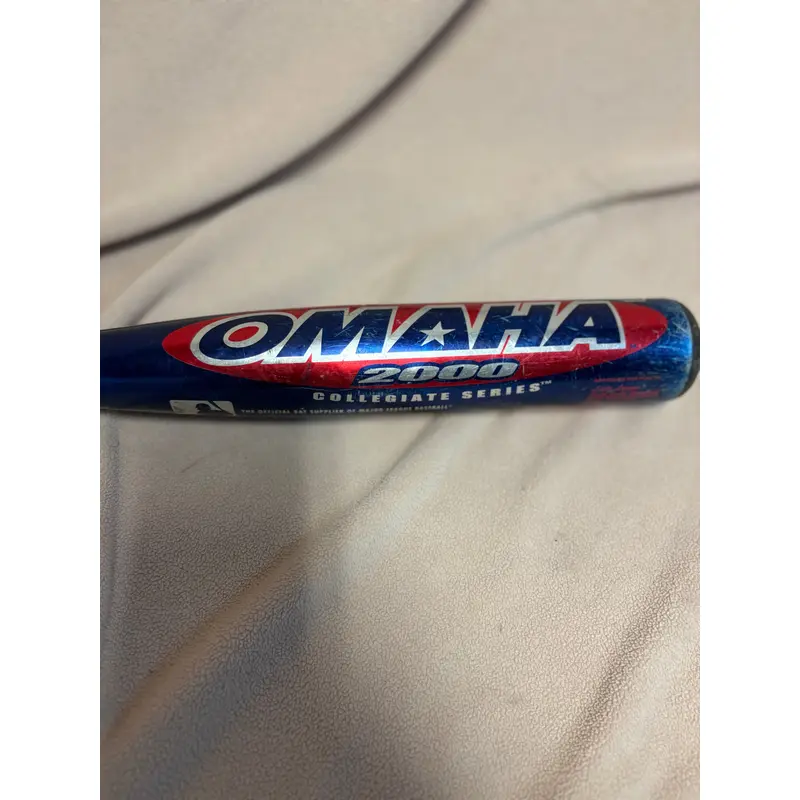 OMAHA
2000
COLLEGIATE SERIES™
THE OFFICIAL BAT SUPPLIER OF MAJOR LEAGUE BASEBALL